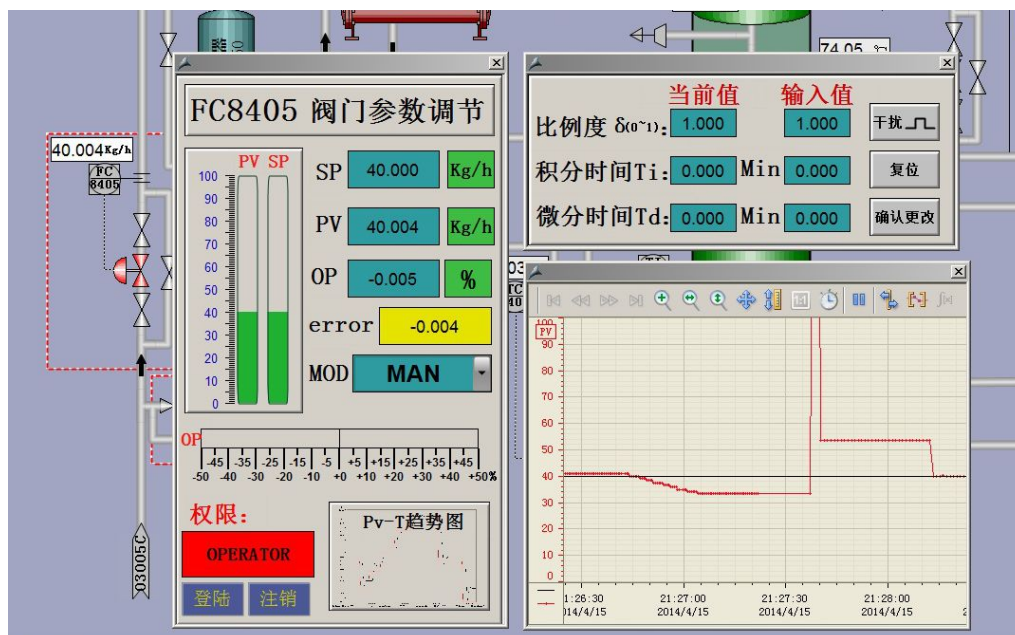 74.05
40.004Kg/h
FC
8405
03005C
FC8405 阀门参数调节
PV SP
100
90
80
70
60
50
40
30
20
10
0
SP 40.000 Kg/h
PV 40.004 Kg/h
OP -0.005 %
error -0.004
MOD MAN
OP
-45 -35 -25 -15 -5 +5 +15 +25 +35 +45
-50 -40 -30 -20 -10 +0 +10 +20 +30 +40 +50%
权限:
OPERATOR
登陆 注销
Pv-T趋势图
当前值 输入值
比例度 δ(0~1): 1.000 1.000 干扰
积分时间Ti: 0.000 Min 0.000 复位
微分时间Td: 0.000 Min 0.000 确认更改
100
PV
90
80
70
60
50
40
30
20
10
0
1:26:30 21:27:00 21:27:30 21:28:00
014/4/15 2014/4/15 2014/4/15 2014/4/15